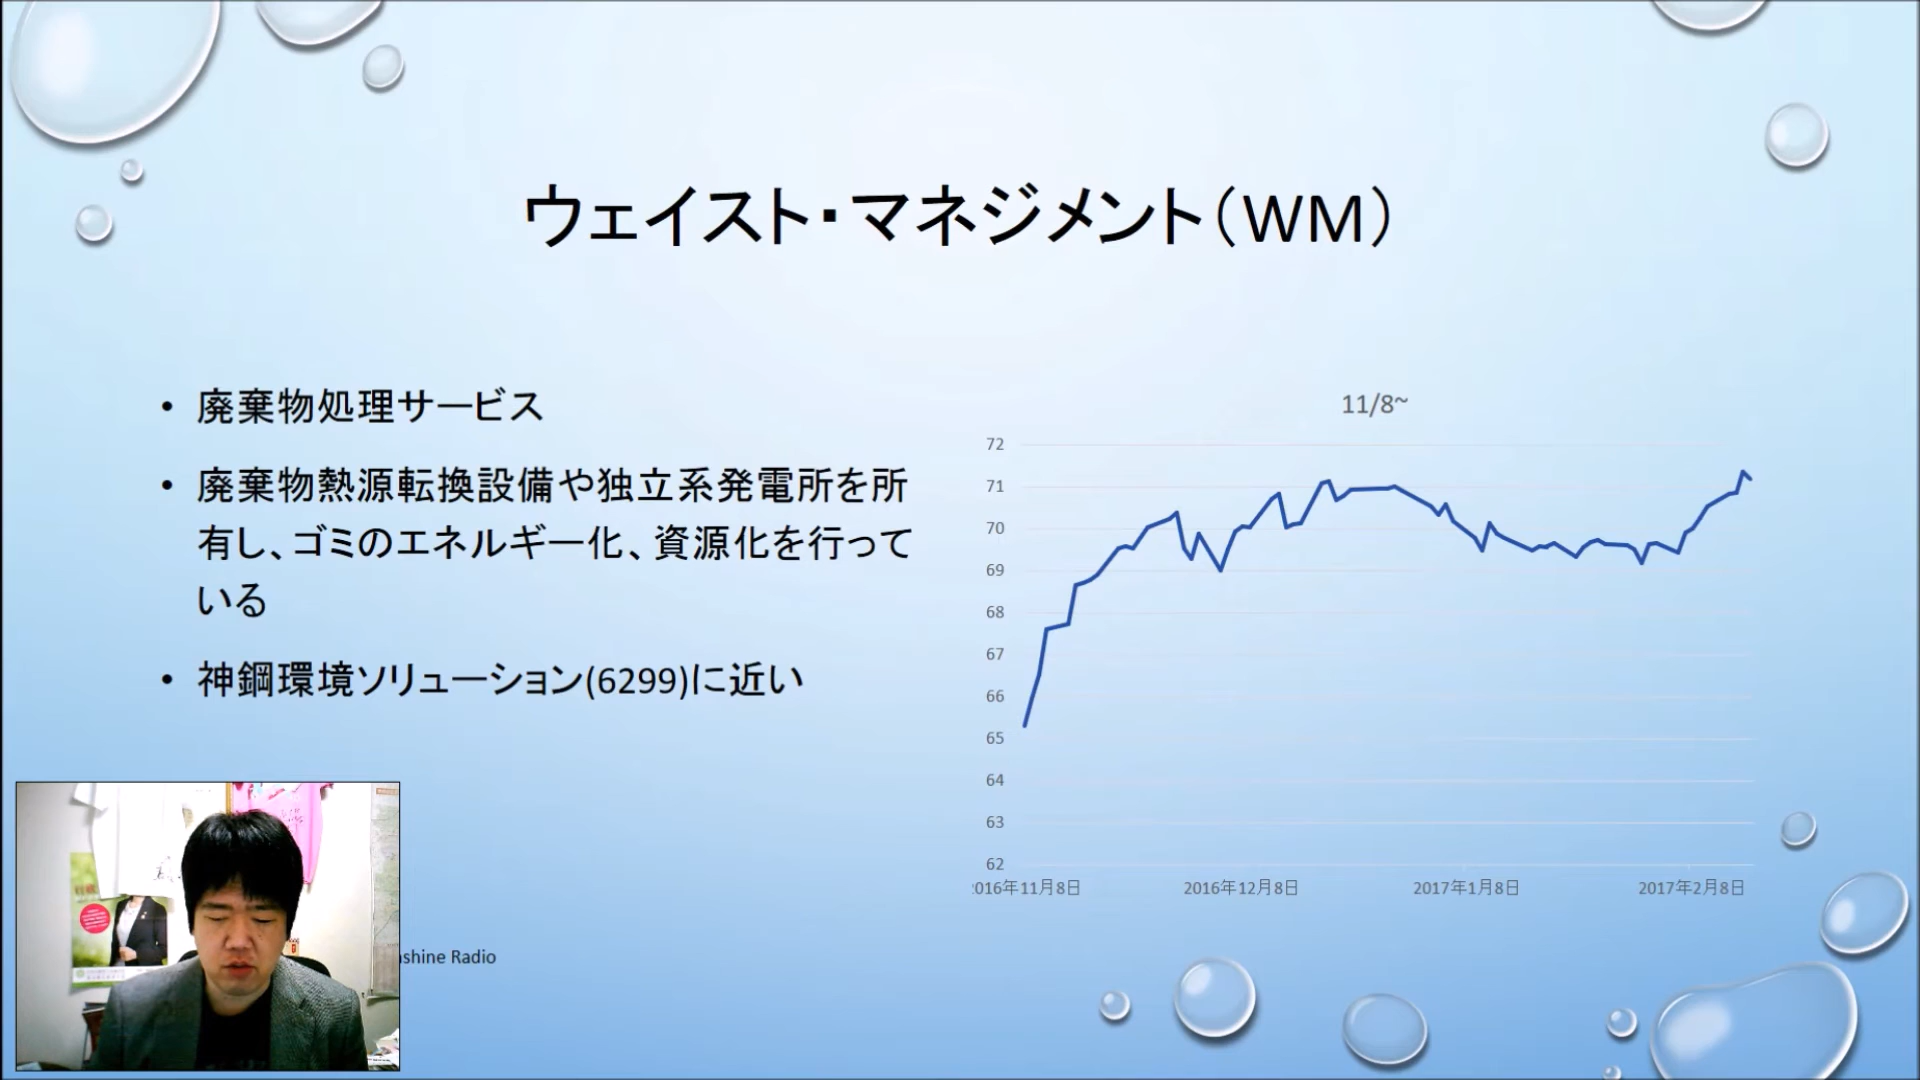 ウェイスト・マネジメント（WM）
• 廃棄物処理サービス
• 廃棄物熱源転換設備や独立系発電所を所
有し、ゴミのエネルギー化、資源化を行って
いる
• 神鋼環境ソリューション(6299)に近い
11/8~
72
71
70
69
68
67
66
65
64
63
62
016年11月8日 2016年12月8日 2017年1月8日 2017年2月8日
shine Radio